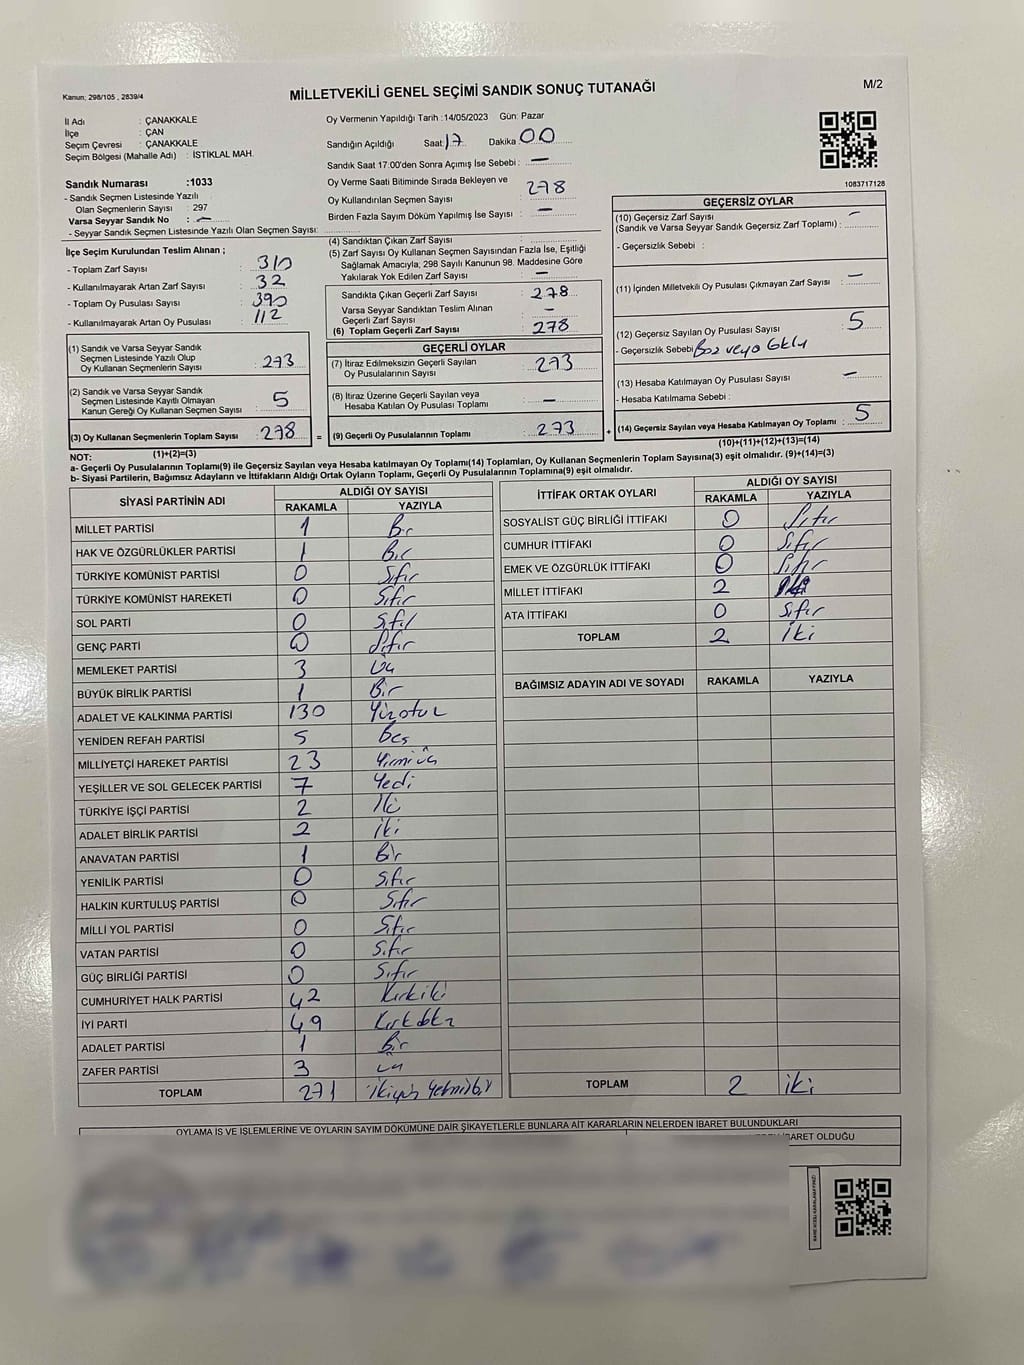 Kanun; 298/105 , 2839/4
MİLLETVEKİLİ GENEL SEÇİMİ SANDIK SONUÇ TUTANAĞI
M/2
İl Adı : ÇANAKKALE
İlçe : ÇAN
Seçim Çevresi : ÇANAKKALE
Seçim Bölgesi (Mahalle Adı) : İSTİKLAL MAH.
Sandık Numarası :1033
- Sandık Seçmen Listesinde Yazılı
Olan Seçmenlerin Sayısı : 297
Varsa Seyyar Sandık No : —
- Seyyar Sandık Seçmen Listesinde Yazılı Olan Seçmen Sayısı:
Oy Vermenin Yapıldığı Tarih :14/05/2023 Gün: Pazar
Sandığın Açıldığı Saat: 17 Dakika: 00
Sandık Saat 17:00'den Sonra Açımış İse Sebebi : —
Oy Verme Saati Bitiminde Sırada Bekleyen ve
Oy Kullandırılan Seçmen Sayısı : 278
Birden Fazla Sayım Döküm Yapılmış İse Sayısı : —
1083717128
İlçe Seçim Kurulundan Teslim Alınan ;
- Toplam Zarf Sayısı : 310
- Kullanılmayarak Artan Zarf Sayısı : 32
- Toplam Oy Pusulası Sayısı : 390
- Kullanılmayarak Artan Oy Pusulası : 112
(1) Sandık ve Varsa Seyyar Sandık
Seçmen Listesinde Yazılı Olup
Oy Kullanan Seçmenlerin Sayısı : 273
(2) Sandık ve Varsa Seyyar Sandık
Seçmen Listesinde Kayıtlı Olmayan
Kanun Gereği Oy Kullanan Seçmen Sayısı : 5
(3) Oy Kullanan Seçmenlerin Toplam Sayısı : 278 =
(1)+(2)=(3)
(4) Sandıktan Çıkan Zarf Sayısı :
(5) Zarf Sayısı Oy Kullanan Seçmen Sayısından Fazla İse, Eşitliği
Sağlamak Amacıyla, 298 Sayılı Kanunun 98. Maddesine Göre
Yakılarak Yok Edilen Zarf Sayısı : —
Sandıkta Çıkan Geçerli Zarf Sayısı : 278
Varsa Seyyar Sandıktan Teslim Alınan
Geçerli Zarf Sayısı : —
(6) Toplam Geçerli Zarf Sayısı : 278
GEÇERLİ OYLAR
(7) İtiraz Edilmeksizin Geçerli Sayılan
Oy Pusulalarının Sayısı : 273
(8) İtiraz Üzerine Geçerli Sayılan veya
Hesaba Katılan Oy Pusulası Toplamı : —
(9) Geçerli Oy Pusulalarının Toplamı : 273 +
GEÇERSİZ OYLAR
(10) Geçersiz Zarf Sayısı
(Sandık ve Varsa Seyyar Sandık Geçersiz Zarf Toplamı) : —
- Geçersizlik Sebebi :
(11) İçinden Milletvekili Oy Pusulası Çıkmayan Zarf Sayısı : —
(12) Geçersiz Sayılan Oy Pusulası Sayısı : 5
- Geçersizlik Sebebi: Boş veya
(13) Hesaba Katılmayan Oy Pusulası Sayısı : —
- Hesaba Katılmama Sebebi :
(14) Geçersiz Sayılan veya Hesaba Katılmayan Oy Toplamı : 5
(10)+(11)+(12)+(13)=(14)
NOT:
a- Geçerli Oy Pusulalarının Toplamı(9) ile Geçersiz Sayılan veya Hesaba katılmayan Oy Toplamı(14) Toplamları, Oy Kullanan Seçmenlerin Toplam Sayısına(3) eşit olmalıdır. (9)+(14)=(3)
b- Siyasi Partilerin, Bağımsız Adayların ve İttifakların Aldığı Ortak Oyların Toplamı, Geçerli Oy Pusulalarının Toplamına(9) eşit olmalıdır.
SİYASİ PARTİNİN ADI ALDIĞI OY SAYISI
RAKAMLA YAZIYLA
MİLLET PARTİSİ 1 Bir
HAK VE ÖZGÜRLÜKLER PARTİSİ 1 Bir
TÜRKİYE KOMÜNİST PARTİSİ 0 Sıfır
TÜRKİYE KOMÜNİST HAREKETİ 0 Sıfır
SOL PARTİ 0 Sıfır
GENÇ PARTİ 0 Sıfır
MEMLEKET PARTİSİ 3 Üç
BÜYÜK BİRLİK PARTİSİ 1 Bir
ADALET VE KALKINMA PARTİSİ 130 Yüzotuz
YENİDEN REFAH PARTİSİ 5 Beş
MİLLİYETÇİ HAREKET PARTİSİ 23 Yirmiüç
YEŞİLLER VE SOL GELECEK PARTİSİ 7 Yedi
TÜRKİYE İŞÇİ PARTİSİ 2 İki
ADALET BİRLİK PARTİSİ 2 iki
ANAVATAN PARTİSİ 1 Bir
YENİLİK PARTİSİ 0 Sıfır
HALKIN KURTULUŞ PARTİSİ 0 Sıfır
MİLLİ YOL PARTİSİ 0 Sıfır
VATAN PARTİSİ 0 Sıfır
GÜÇ BİRLİĞİ PARTİSİ 0 Sıfır
CUMHURİYET HALK PARTİSİ 42 Kırkiki
İYİ PARTİ 49 Kırkdokuz
ADALET PARTİSİ 1 Bir
ZAFER PARTİSİ 3 üç
TOPLAM 271 ikiyüz Yetmişbir
İTTİFAK ORTAK OYLARI ALDIĞI OY SAYISI
RAKAMLA YAZIYLA
SOSYALİST GÜÇ BİRLİĞİ İTTİFAKI 0 Sıfır
CUMHUR İTTİFAKI 0 Sıfır
EMEK VE ÖZGÜRLÜK İTTİFAKI 0 Sıfır
MİLLET İTTİFAKI 2
ATA İTTİFAKI 0 Sıfır
TOPLAM 2 iki
BAĞIMSIZ ADAYIN ADI VE SOYADI RAKAMLA YAZIYLA
TOPLAM 2 iki
OYLAMA İŞ VE İŞLEMLERİNE VE OYLARIN SAYIM DÖKÜMÜNE DAİR ŞİKAYETLERLE BUNLARA AİT KARARLARIN NELERDEN İBARET BULUNDUKLARI
İBARET OLDUĞU